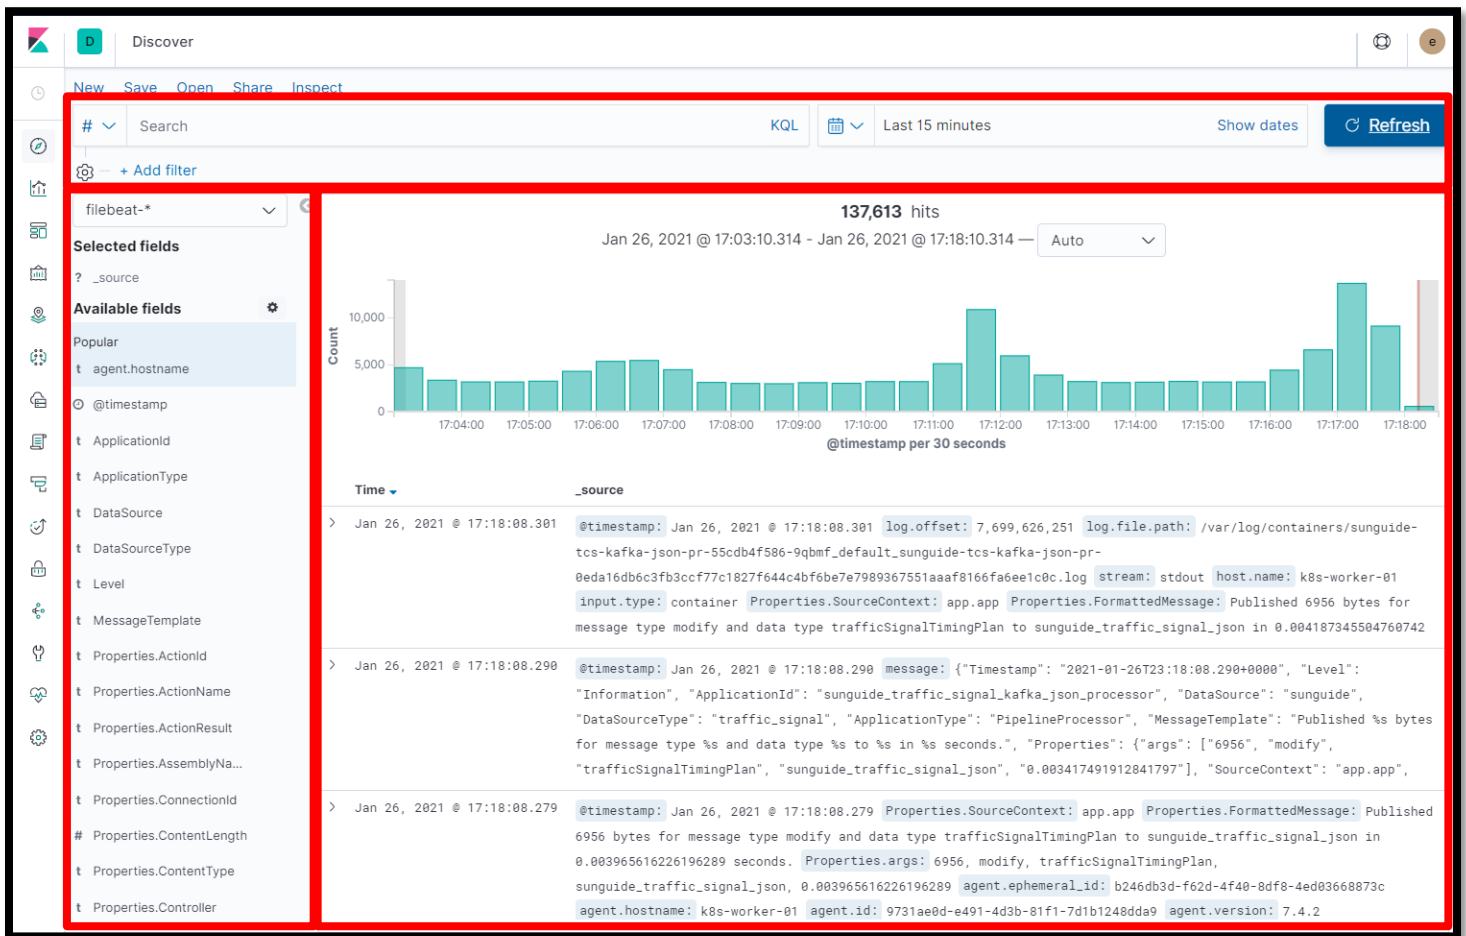 D Discover e
New Save Open Share Inspect
# Search KQL Last 15 minutes Show dates Refresh
+ Add filter
filebeat-*
Selected fields
? _source
Available fields
Popular
t agent.hostname
@timestamp
t ApplicationId
t ApplicationType
t DataSource
t DataSourceType
t Level
t MessageTemplate
t Properties.ActionId
t Properties.ActionName
t Properties.ActionResult
t Properties.AssemblyNa...
t Properties.ConnectionId
# Properties.ContentLength
t Properties.ContentType
t Properties.Controller
137,613 hits
Jan 26, 2021 @ 17:03:10.314 - Jan 26, 2021 @ 17:18:10.314 — Auto
Count
10,000
5,000
0
17:04:00 17:05:00 17:06:00 17:07:00 17:08:00 17:09:00 17:10:00 17:11:00 17:12:00 17:13:00 17:14:00 17:15:00 17:16:00 17:17:00 17:18:00
@timestamp per 30 seconds
Time _source
Jan 26, 2021 @ 17:18:08.301 @timestamp: Jan 26, 2021 @ 17:18:08.301 log.offset: 7,699,626,251 log.file.path: /var/log/containers/sunguide-
tcs-kafka-json-pr-55cdb4f586-9qbmf_default_sunguide-tcs-kafka-json-pr-
0eda16db6c3fb3ccf77c1827f644c4bf6be7e7989367551aaaf8166fa6ee1c0c.log stream: stdout host.name: k8s-worker-01
input.type: container Properties.SourceContext: app.app Properties.FormattedMessage: Published 6956 bytes for
message type modify and data type trafficSignalTimingPlan to sunguide_traffic_signal_json in 0.004187345504760742
Jan 26, 2021 @ 17:18:08.290 @timestamp: Jan 26, 2021 @ 17:18:08.290 message: {"Timestamp": "2021-01-26T23:18:08.290+0000", "Level":
"Information", "ApplicationId": "sunguide_traffic_signal_kafka_json_processor", "DataSource": "sunguide",
"DataSourceType": "traffic_signal", "ApplicationType": "PipelineProcessor", "MessageTemplate": "Published %s bytes
for message type %s and data type %s to %s in %s seconds.", "Properties": {"args": ["6956", "modify",
"trafficSignalTimingPlan", "sunguide_traffic_signal_json", "0.003417491912841797"], "SourceContext": "app.app",
Jan 26, 2021 @ 17:18:08.279 @timestamp: Jan 26, 2021 @ 17:18:08.279 Properties.SourceContext: app.app Properties.FormattedMessage: Published
6956 bytes for message type modify and data type trafficSignalTimingPlan to sunguide_traffic_signal_json in
0.003965616226196289 seconds. Properties.args: 6956, modify, trafficSignalTimingPlan,
sunguide_traffic_signal_json, 0.003965616226196289 agent.ephemeral_id: b246db3d-f62d-4f40-8df8-4ed03668873c
agent.hostname: k8s-worker-01 agent.id: 9731ae0d-e491-4d3b-81f1-7d1b1248dda9 agent.version: 7.4.2